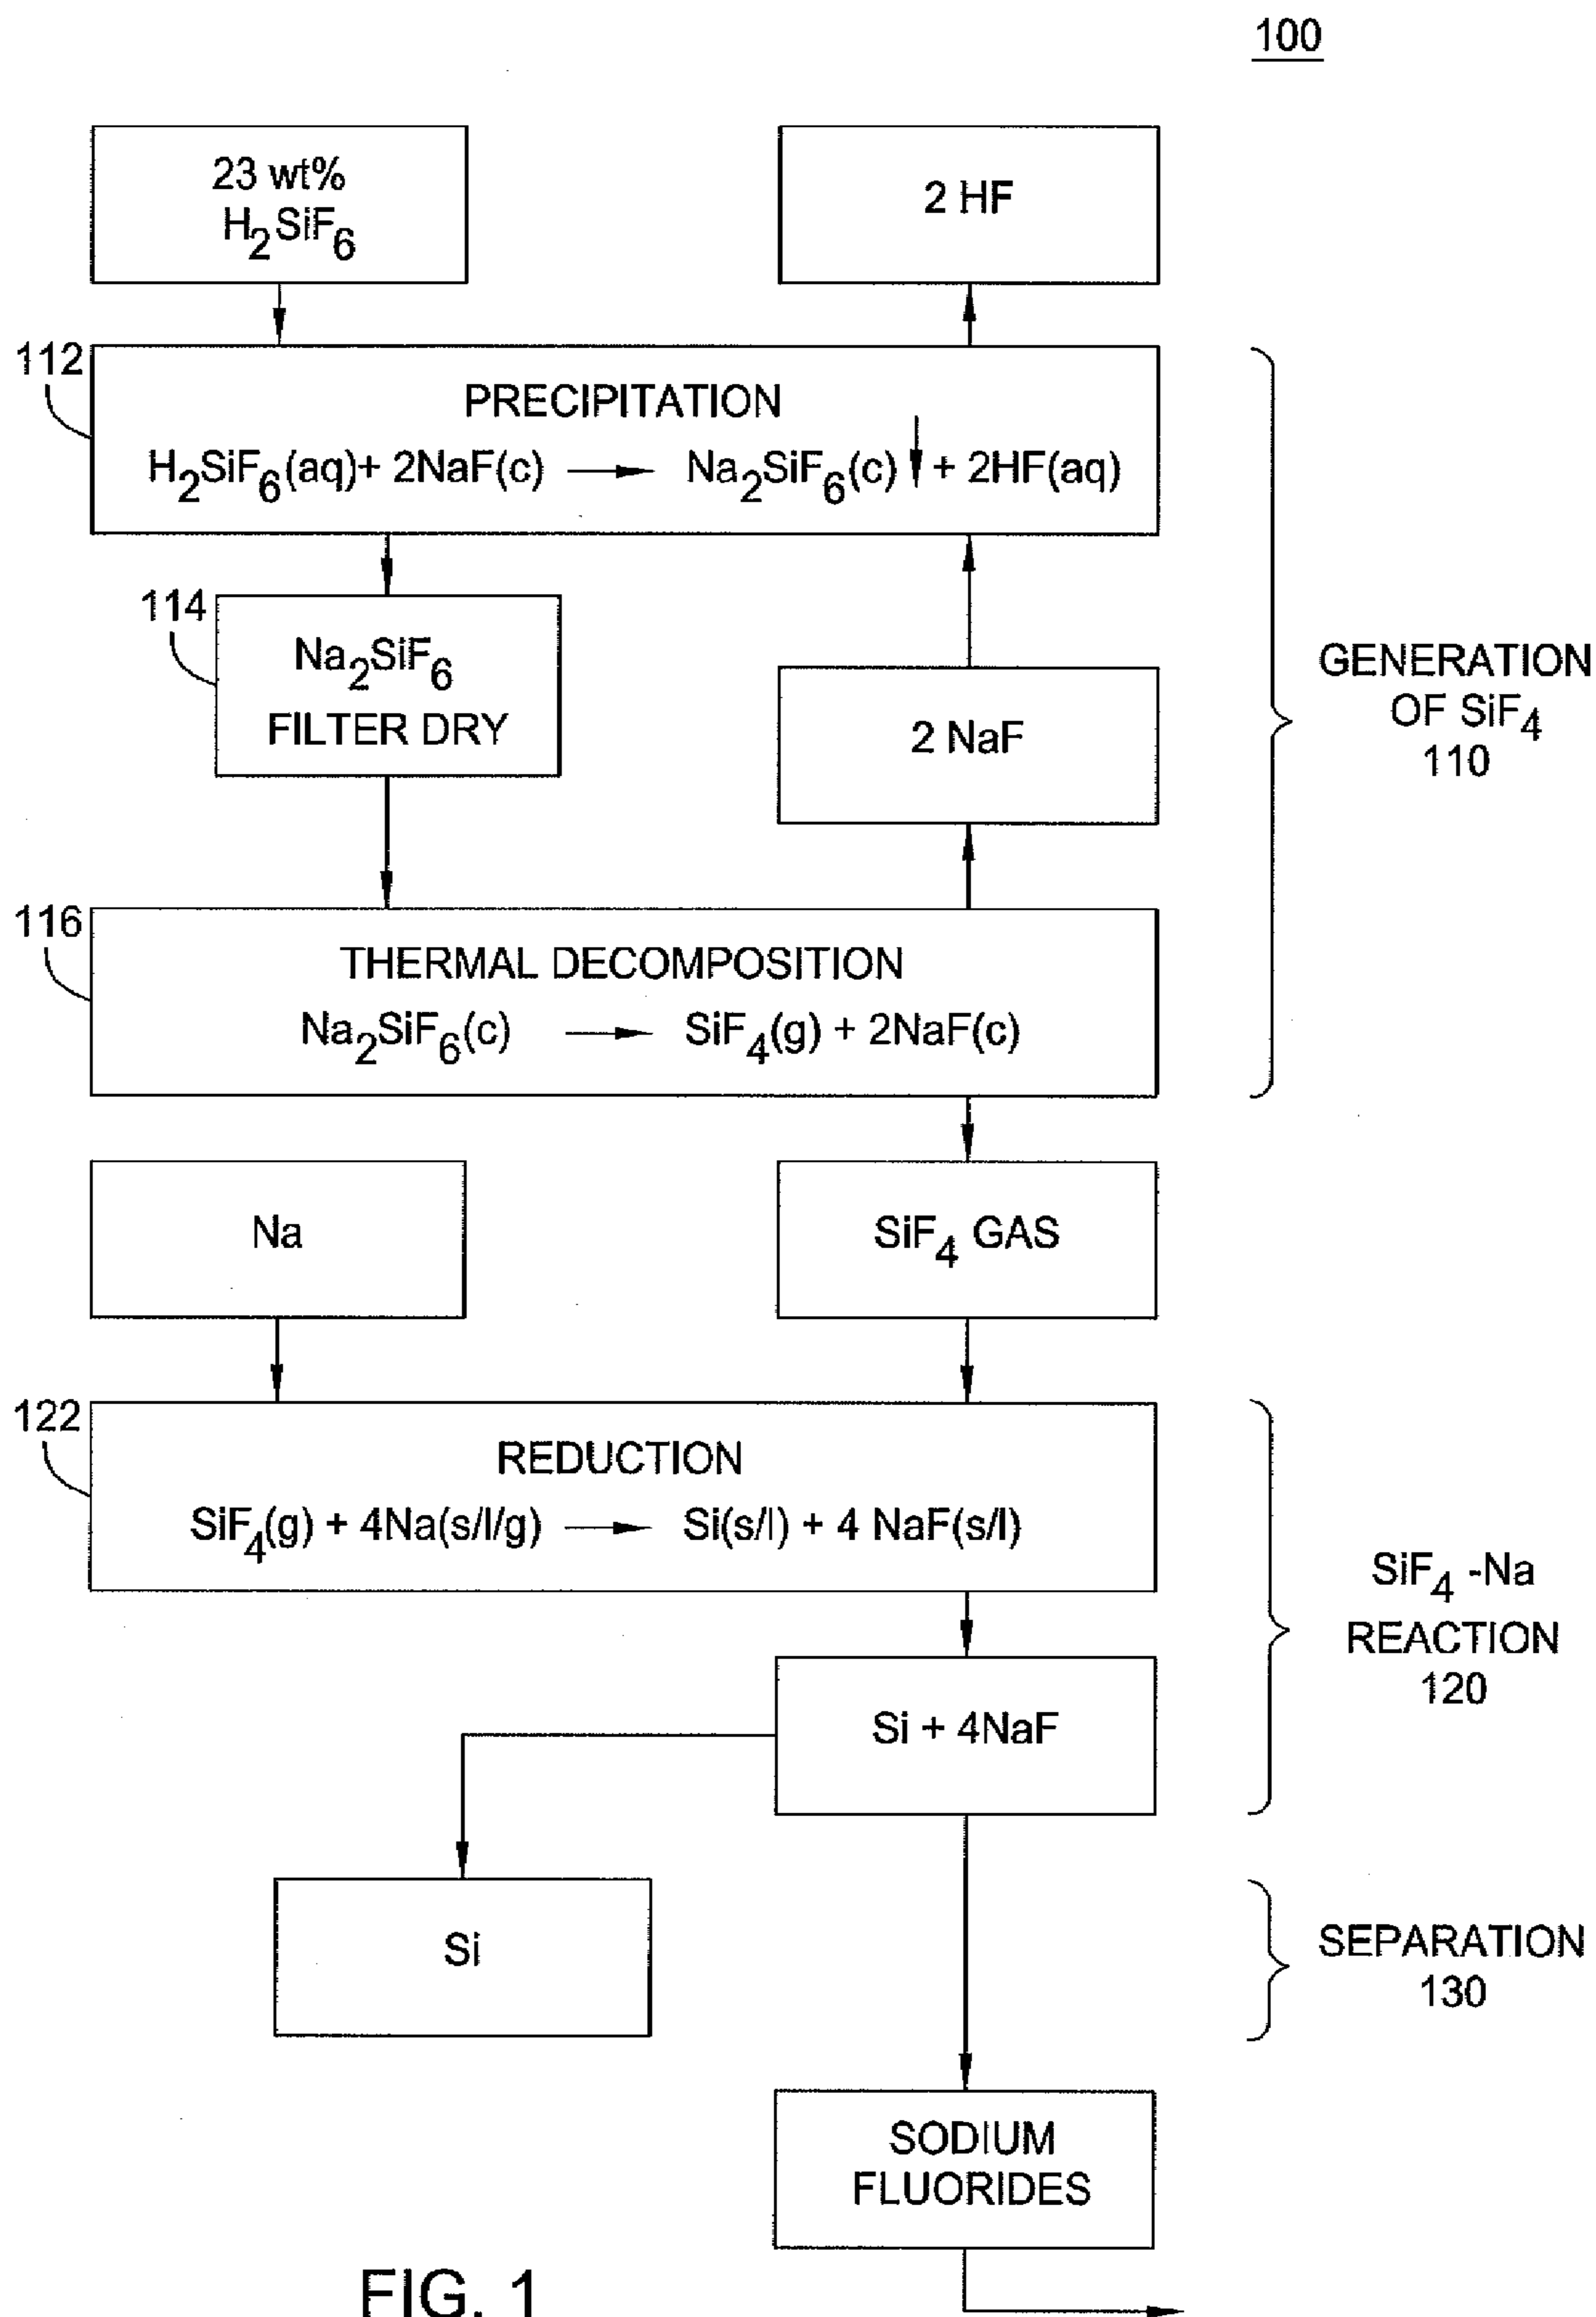 100
23 wt%
H2SiF6
2 HF
112
PRECIPITATION
H2SiF6(aq)+ 2NaF(c) → Na2SiF6(c)↓ + 2HF(aq)
114
Na2SiF6
FILTER DRY
2 NaF
GENERATION
OF SiF4
110
116
THERMAL DECOMPOSITION
Na2SiF6(c) → SiF4(g) + 2NaF(c)
Na
SiF4 GAS
122
REDUCTION
SiF4(g) + 4Na(s/l/g) → Si(s/l) + 4 NaF(s/l)
SiF4 -Na
REACTION
120
Si + 4NaF
Si
SEPARATION
130
SODIUM
FLUORIDES
FIG. 1